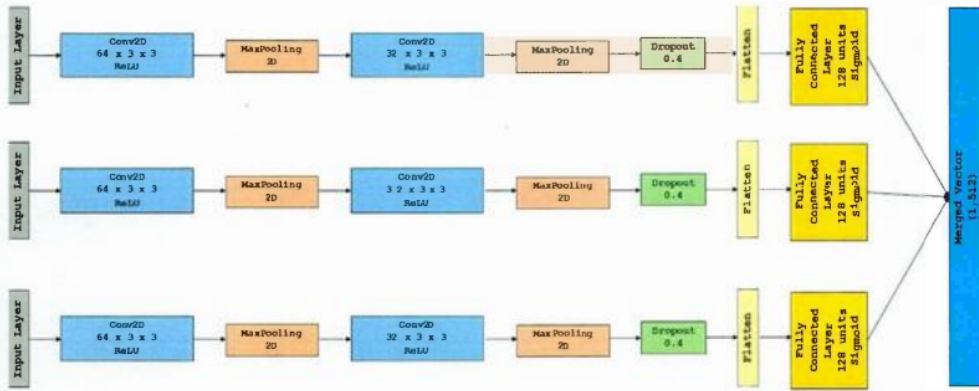 Input Layer
Conv2D
64 x 3 x 3
ReLU
MaxPooling
2D
Conv2D
32 x 3 x 3
ReLU
MaxPooling
2D
Dropout
0.4
Flatten
Fully
Connected
Layer
128 units
Sigmoid
Input Layer
Conv2D
64 x 3 x 3
ReLU
MaxPooling
2D
Conv2D
32 x 3 x 3
ReLU
MaxPooling
2D
Dropout
0.4
Flatten
Fully
Connected
Layer
128 units
Sigmoid
Input Layer
Conv2D
64 x 3 x 3
ReLU
MaxPooling
2D
Conv2D
32 x 3 x 3
ReLU
MaxPooling
2D
Dropout
0.4
Flatten
Fully
Connected
Layer
128 units
Sigmoid
Merged Vector
(1,512)